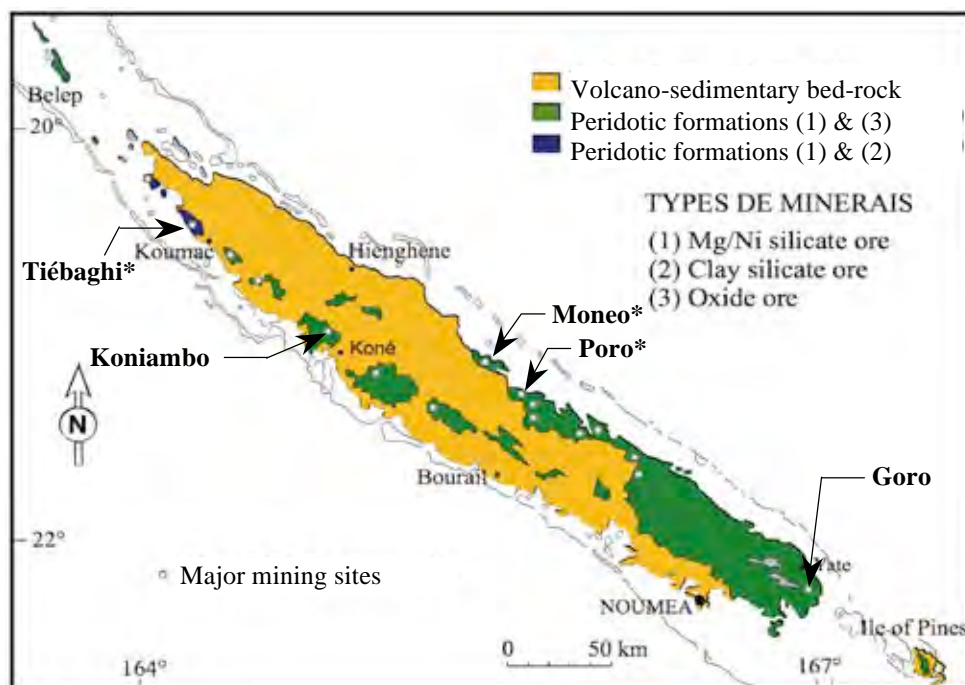 Belep
20°
Volcano-sedimentary bed-rock
Peridotic formations (1) & (3)
Peridotic formations (1) & (2)
TYPES DE MINERAIS
(1) Mg/Ni silicate ore
(2) Clay silicate ore
(3) Oxide ore
Koumac
Tiébaghi*
Hienghene
Moneo*
Poro*
Koniambo
Koné
N
Bourail
Goro
22°
Yate
Major mining sites
NOUMEA
Ile of Pines
0 50 km
164°
167°